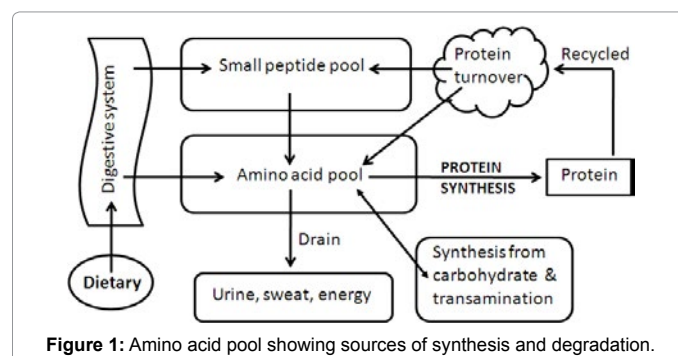 Small peptide pool
Protein
turnover
Recycled
Digestive system
Amino acid pool
PROTEIN
SYNTHESIS
Protein
Drain
Dietary
Urine, sweat, energy
Synthesis from
carbohydrate &
transamination
Figure 1: Amino acid pool showing sources of synthesis and degradation.